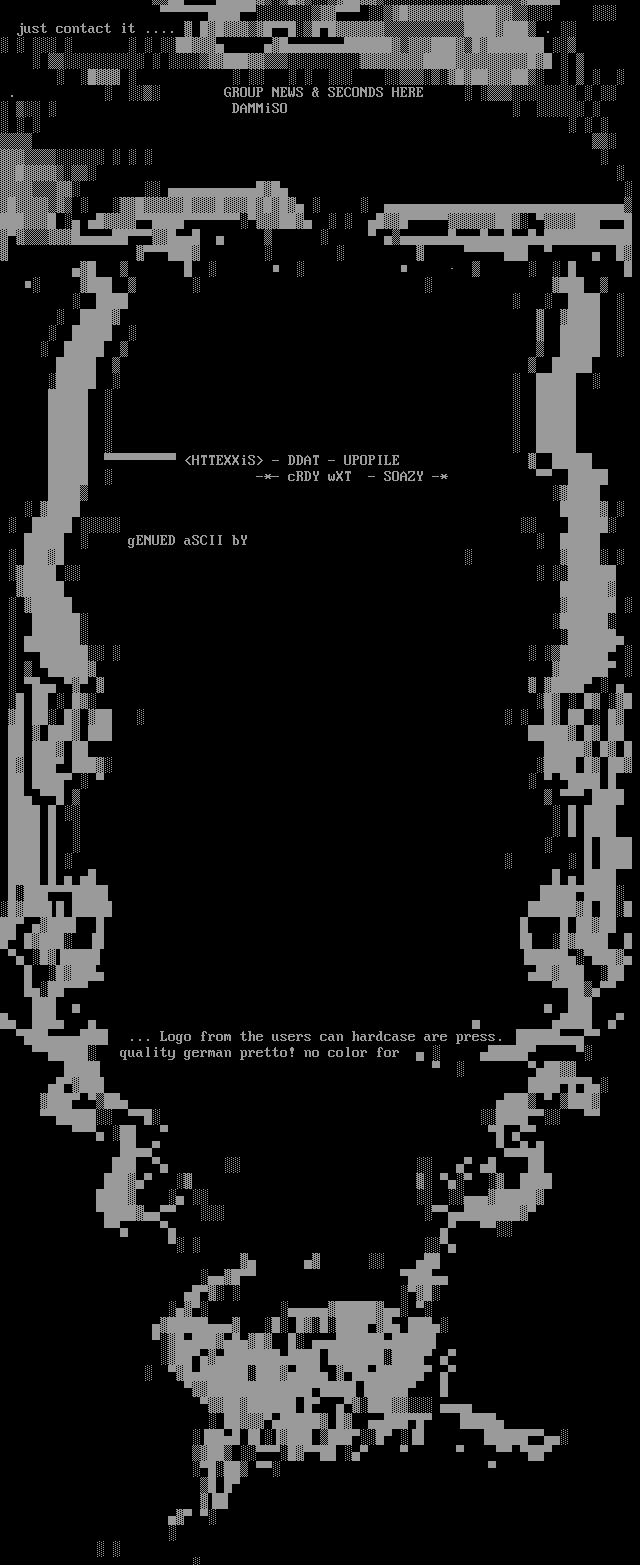 just contact it ....
GROUP NEWS & SECONDS HERE
DAMMiSO
<HTTEXXiS> - DDAT - UPOPILE
-*- cRDY wXT - SOAZY -*
gENUED aSCII bY
... Logo from the users can hardcase are press.
quality german pretto! no color for